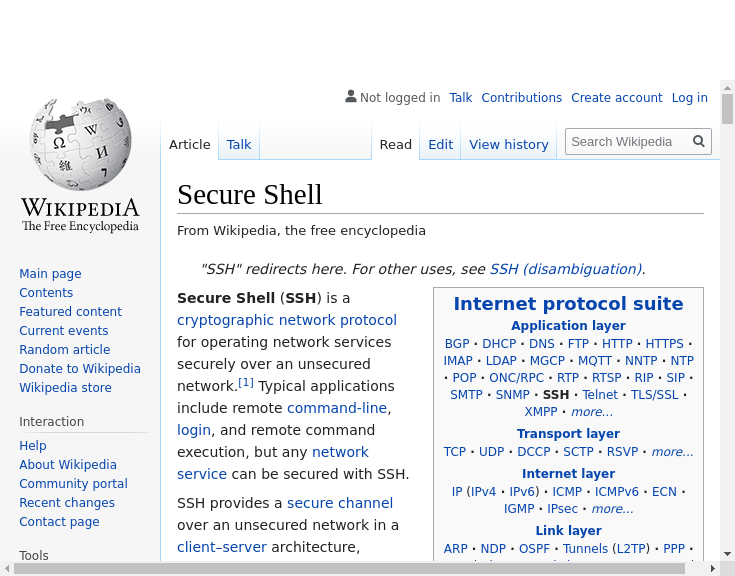 Not logged in Talk Contributions Create account Log in
Article Talk Read Edit View history Search Wikipedia
Ω W И 維 7
WIKIPEDIA
The Free Encyclopedia
Main page
Contents
Featured content
Current events
Random article
Donate to Wikipedia
Wikipedia store
Interaction
Help
About Wikipedia
Community portal
Recent changes
Contact page
Tools
Secure Shell
From Wikipedia, the free encyclopedia
"SSH" redirects here. For other uses, see SSH (disambiguation).
Secure Shell (SSH) is a
cryptographic network protocol
for operating network services
securely over an unsecured
network.[1] Typical applications
include remote command-line,
login, and remote command
execution, but any network
service can be secured with SSH.
SSH provides a secure channel
over an unsecured network in a
client–server architecture,
Internet protocol suite
Application layer
BGP · DHCP · DNS · FTP · HTTP · HTTPS ·
IMAP · LDAP · MGCP · MQTT · NNTP · NTP
· POP · ONC/RPC · RTP · RTSP · RIP · SIP ·
SMTP · SNMP · SSH · Telnet · TLS/SSL ·
XMPP · more...
Transport layer
TCP · UDP · DCCP · SCTP · RSVP · more...
Internet layer
IP (IPv4 · IPv6) · ICMP · ICMPv6 · ECN ·
IGMP · IPsec · more...
Link layer
ARP · NDP · OSPF · Tunnels (L2TP) · PPP ·